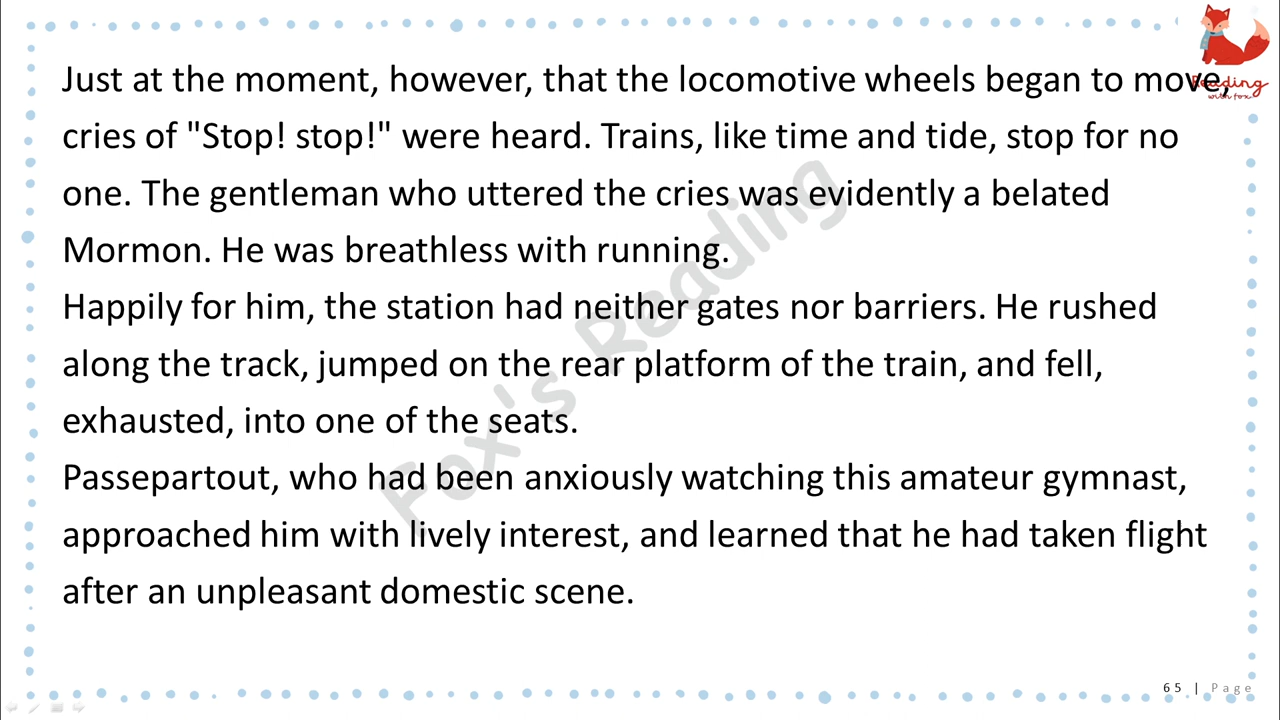 Just at the moment, however, that the locomotive wheels began to move,
cries of "Stop! stop!" were heard. Trains, like time and tide, stop for no
one. The gentleman who uttered the cries was evidently a belated
Mormon. He was breathless with running.
Happily for him, the station had neither gates nor barriers. He rushed
along the track, jumped on the rear platform of the train, and fell,
exhausted, into one of the seats.
Passepartout, who had been anxiously watching this amateur gymnast,
approached him with lively interest, and learned that he had taken flight
after an unpleasant domestic scene.
Reading
with fox
Fox's Reading
65 | Page